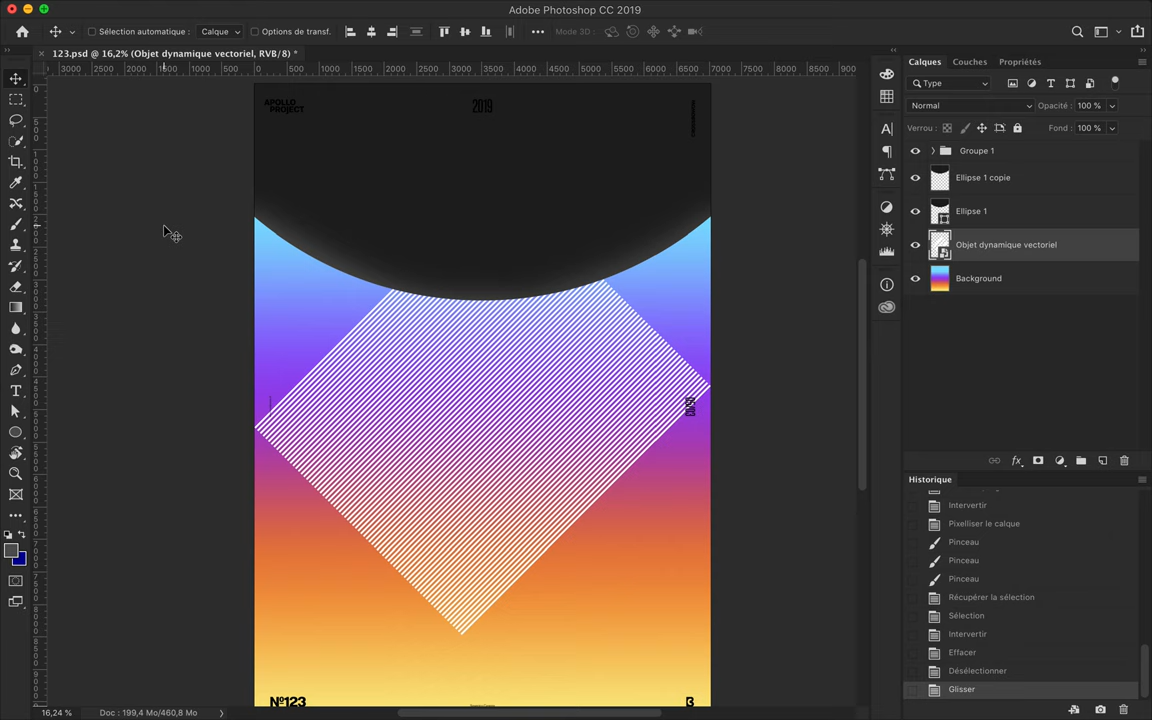 Adobe Photoshop CC 2019
Sélection automatique :
Calque
Options de transf.
Mode 3D :
123.psd @ 16,2% (Objet dynamique vectoriel, RVB/8) *
3000 2500 2000 1500 1000 500 0 500 1000 1500 2000 2500 3000 3500 4000 4500 5000 5500 6000 6500 7000 7500 8000 8500 900
APOLLO
PROJECT
2019
Nº123
Calques
Couches
Propriétés
Type
Normal
Opacité : 100 %
Verrou :
Fond : 100 %
Groupe 1
Ellipse 1 copie
Ellipse 1
Objet dynamique vectoriel
Background
fx
Historique
Intervertir
Pixelliser le calque
Pinceau
Pinceau
Pinceau
Récupérer la sélection
Sélection
Intervertir
Effacer
Désélectionner
Glisser
16,24 %
Doc : 199,4 Mo/460,8 Mo